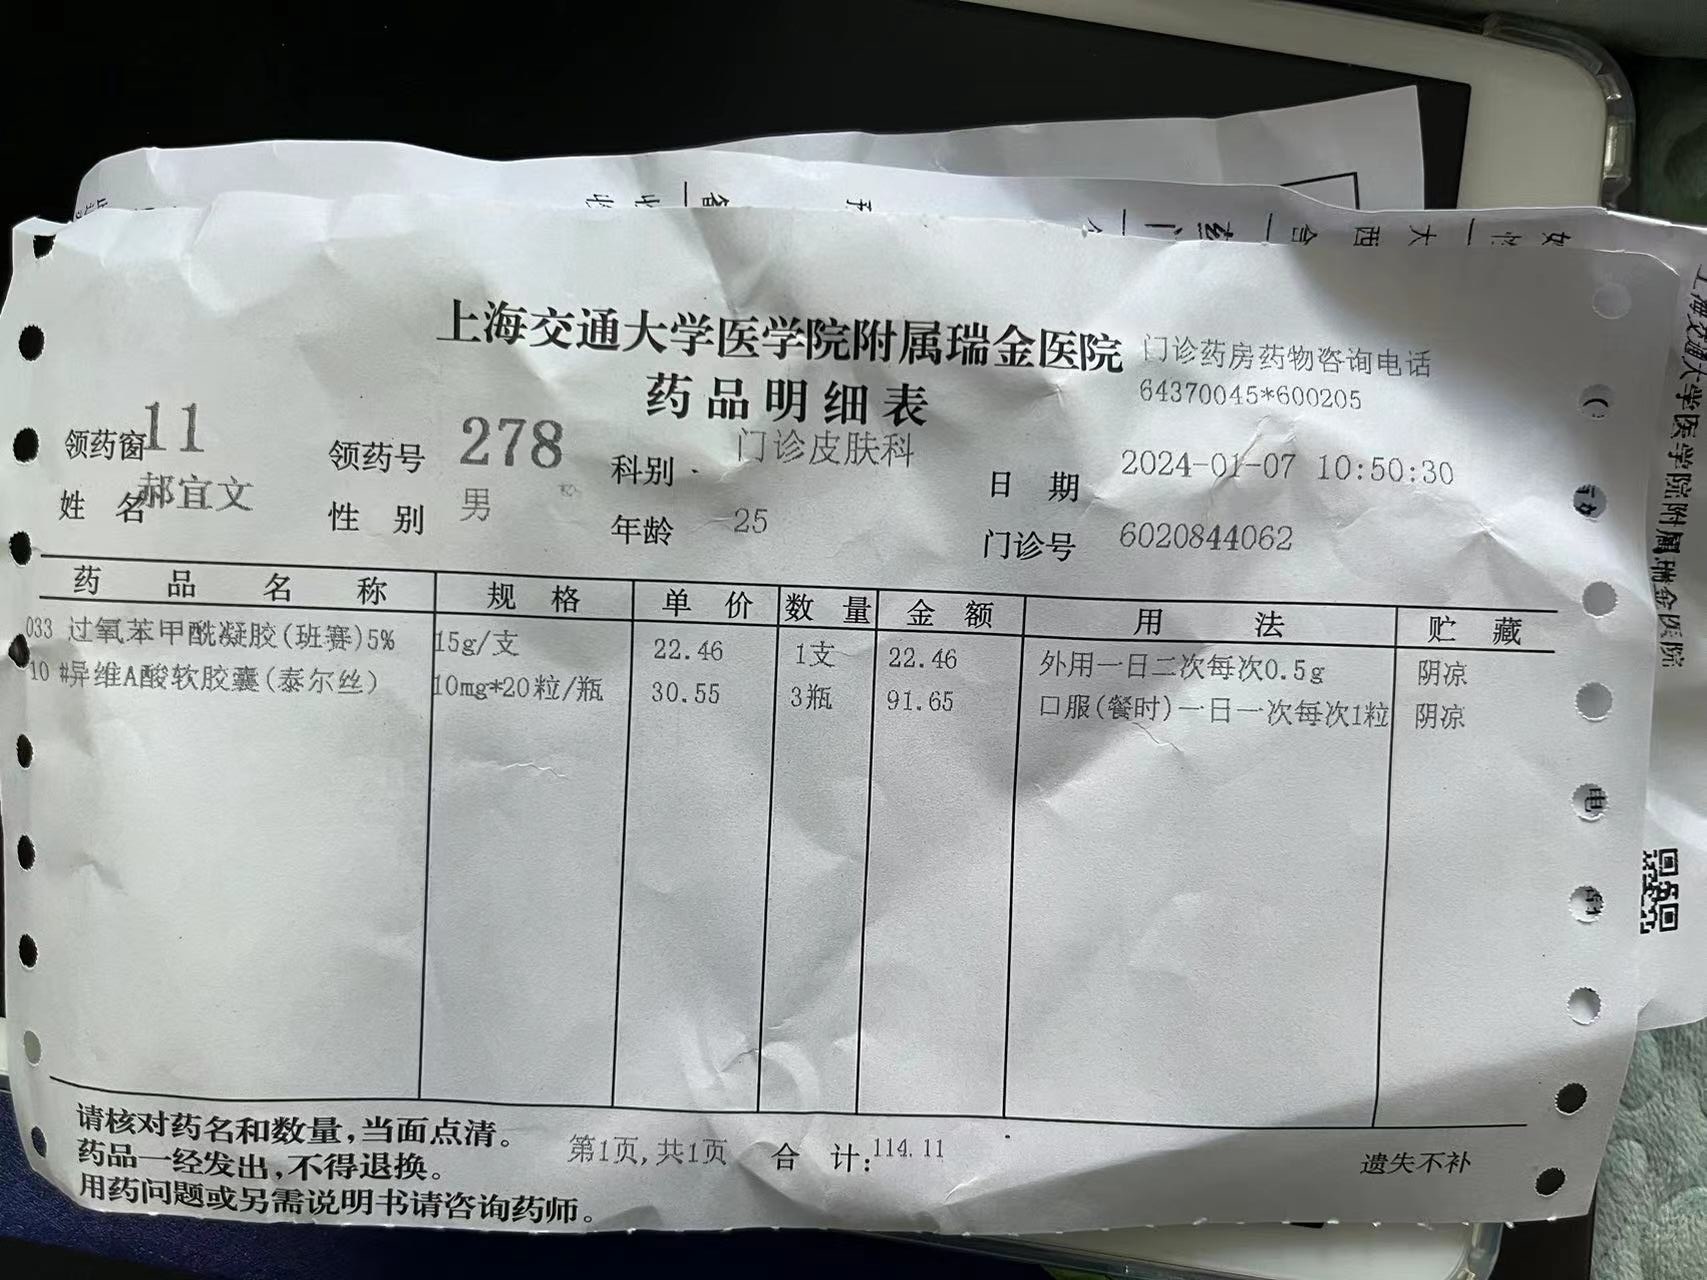 上海交通大学医学院附属瑞金医院 门诊药房药物咨询电话
药品明细表 64370045*600205
领药窗 11 领药号 278 科别 门诊皮肤科 日 期 2024-01-07 10:50:30
姓 名 郝宜文 性 别 男 年龄 25 门诊号 6020844062
药 品 名 称 规 格 单 价 数 量 金 额 用 法 贮 藏
033 过氧苯甲酰凝胶(班赛)5% 15g/支 22.46 1支 22.46 外用一日二次每次0.5g 阴凉
10 #异维A酸软胶囊(泰尔丝) 10mg*20粒/瓶 30.55 3瓶 91.65 口服(餐时)一日一次每次1粒 阴凉
请核对药名和数量,当面点清。
药品一经发出,不得退换。 第1页,共1页 合 计:114.11 遗失不补
用药问题或另需说明书请咨询药师。
上海交通大学医学院附属瑞金医院